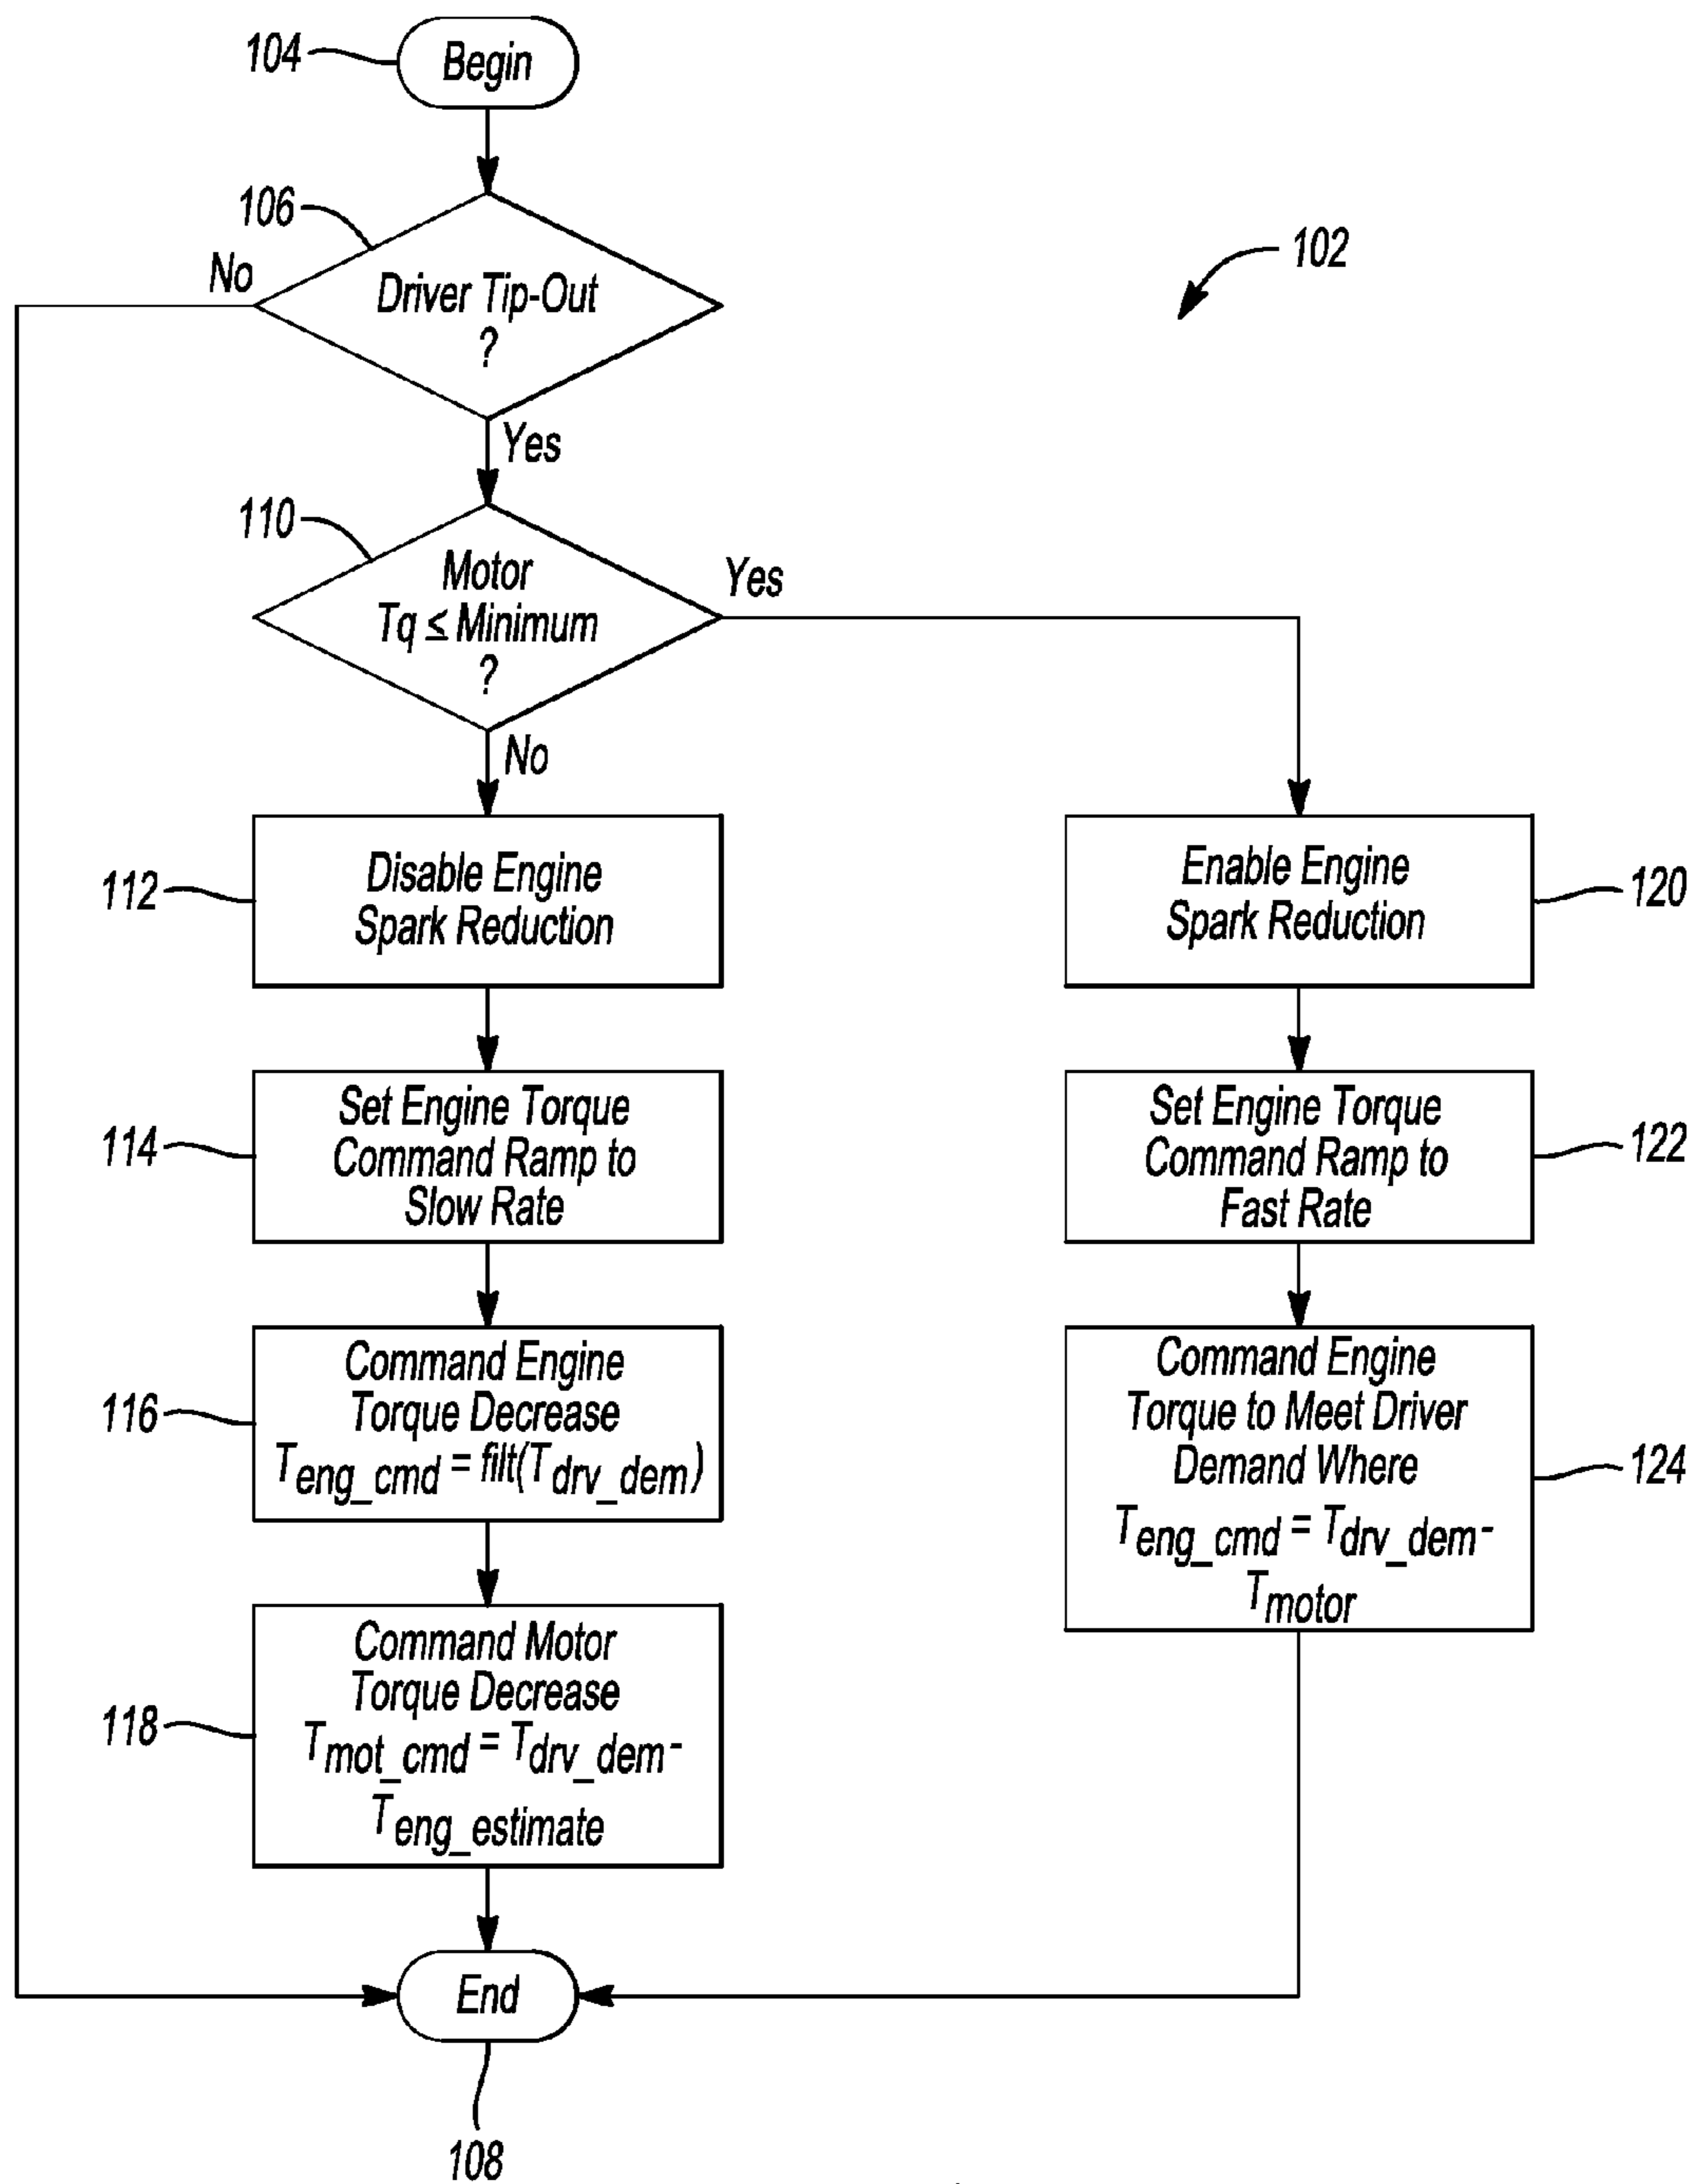 104
Begin
106
No
Driver Tip-Out
?
102
Yes
110
Motor
Tq ≤ Minimum
?
Yes
No
112
Disable Engine
Spark Reduction
Enable Engine
Spark Reduction
120
114
Set Engine Torque
Command Ramp to
Slow Rate
Set Engine Torque
Command Ramp to
Fast Rate
122
116
Command Engine
Torque Decrease
Teng_cmd = filt(Tdrv_dem)
Command Engine
Torque to Meet Driver
Demand Where
Teng_cmd = Tdrv_dem-
Tmotor
124
118
Command Motor
Torque Decrease
Tmot_cmd = Tdrv_dem-
Teng_estimate
End
108